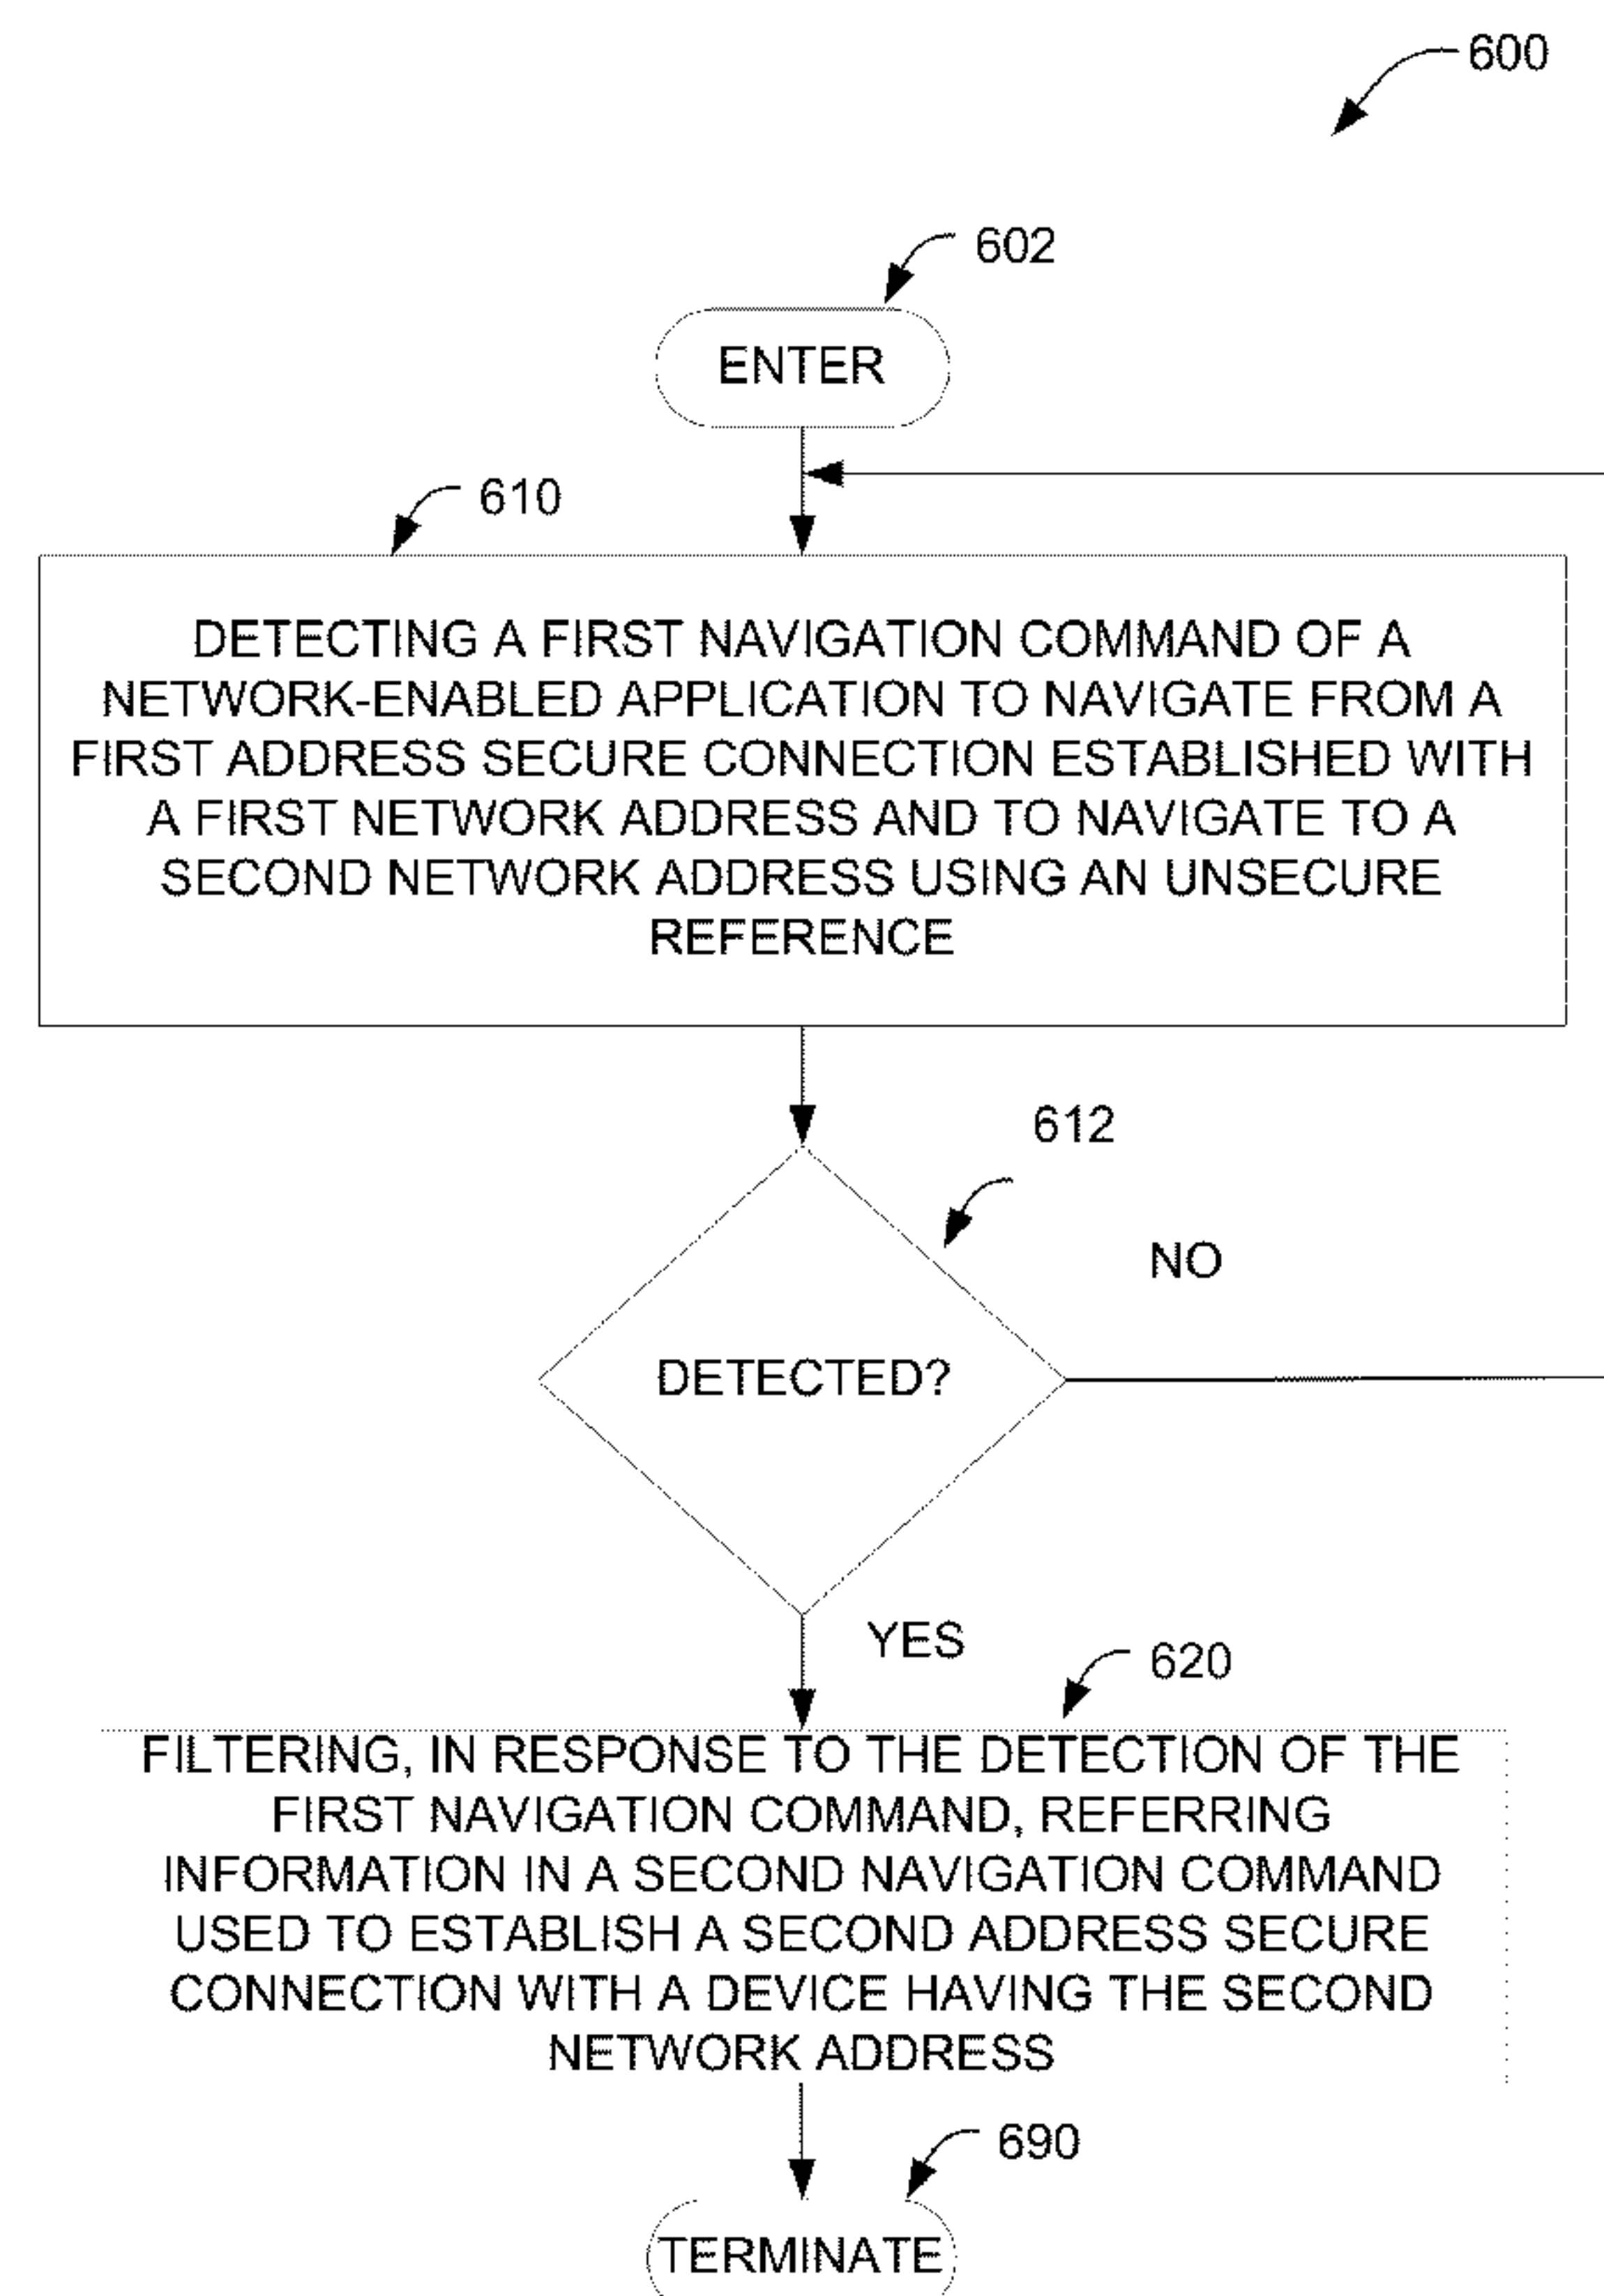 600
602
ENTER
610
DETECTING A FIRST NAVIGATION COMMAND OF A
NETWORK-ENABLED APPLICATION TO NAVIGATE FROM A
FIRST ADDRESS SECURE CONNECTION ESTABLISHED WITH
A FIRST NETWORK ADDRESS AND TO NAVIGATE TO A
SECOND NETWORK ADDRESS USING AN UNSECURE
REFERENCE
612
NO
DETECTED?
YES
620
FILTERING, IN RESPONSE TO THE DETECTION OF THE
FIRST NAVIGATION COMMAND, REFERRING
INFORMATION IN A SECOND NAVIGATION COMMAND
USED TO ESTABLISH A SECOND ADDRESS SECURE
CONNECTION WITH A DEVICE HAVING THE SECOND
NETWORK ADDRESS
690
TERMINATE